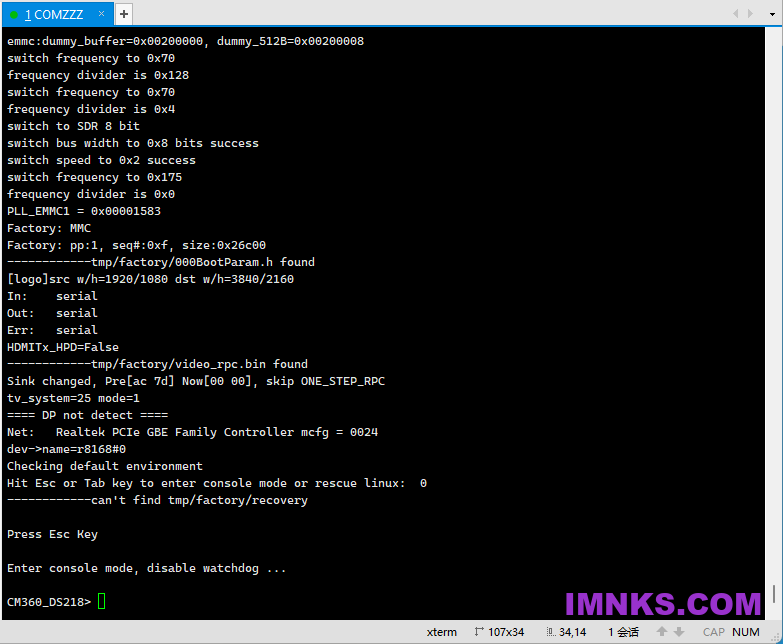 1 COMZZZ × +
emmc:dummy_buffer=0x00200000, dummy_512B=0x00200008
switch frequency to 0x70
frequency divider is 0x128
switch frequency to 0x70
frequency divider is 0x4
switch to SDR 8 bit
switch bus width to 0x8 bits success
switch speed to 0x2 success
switch frequency to 0x175
frequency divider is 0x0
PLL_EMMC1 = 0x00001583
Factory: MMC
Factory: pp:1, seq#:0xf, size:0x26c00
------------tmp/factory/000BootParam.h found
[logo]src w/h=1920/1080 dst w/h=3840/2160
In:    serial
Out:   serial
Err:   serial
HDMITx_HPD=False
------------tmp/factory/video_rpc.bin found
Sink changed, Pre[ac 7d] Now[00 00], skip ONE_STEP_RPC
tv_system=25 mode=1
==== DP not detect ====
Net:   Realtek PCIe GBE Family Controller mcfg = 0024
dev->name=r8168#0
Checking default environment
Hit Esc or Tab key to enter console mode or rescue linux:  0
------------can't find tmp/factory/recovery
Press Esc Key
Enter console mode, disable watchdog ...
CM360_DS218>
IMNKS.COM
xterm 107x34 34,14 1 会话 CAP NUM